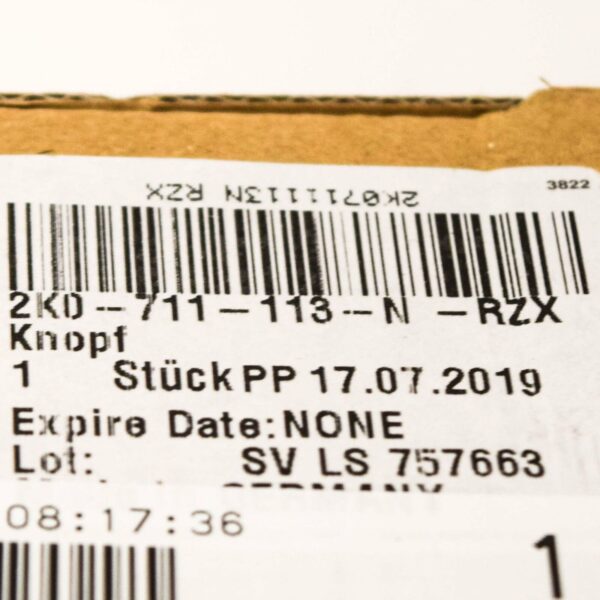 3822
2K0711113N RZX
2K0-711-113-N -RZX
Knopf
1 Stück PP 17.07.2019
Expire Date:NONE
Lot: SV LS 757663
GERMANY
08:17:36
1